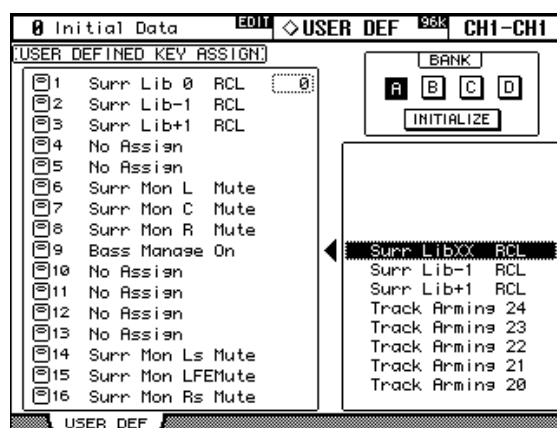 0 Initial Data EDIT ◇USER DEF 96k CH1-CH1
USER DEFINED KEY ASSIGN
1 Surr Lib 0 RCL 0
2 Surr Lib-1 RCL
3 Surr Lib+1 RCL
4 No Assign
5 No Assign
6 Surr Mon L Mute
7 Surr Mon C Mute
8 Surr Mon R Mute
9 Bass Manage On
10 No Assign
11 No Assign
12 No Assign
13 No Assign
14 Surr Mon Ls Mute
15 Surr Mon LFEMute
16 Surr Mon Rs Mute
BANK
A B C D
INITIALIZE
Surr LibXX RCL
Surr Lib-1 RCL
Surr Lib+1 RCL
Track Arming 24
Track Arming 23
Track Arming 22
Track Arming 21
Track Arming 20
USER DEF